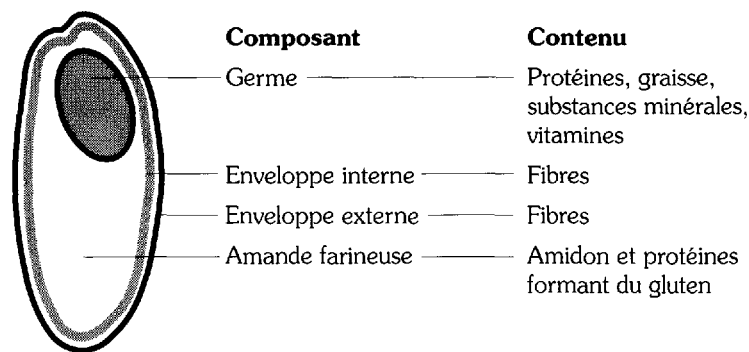 Composant Contenu
Germe Protéines, graisse,
substances minérales,
vitamines
Enveloppe interne Fibres
Enveloppe externe Fibres
Amande farineuse Amidon et protéines
formant du gluten